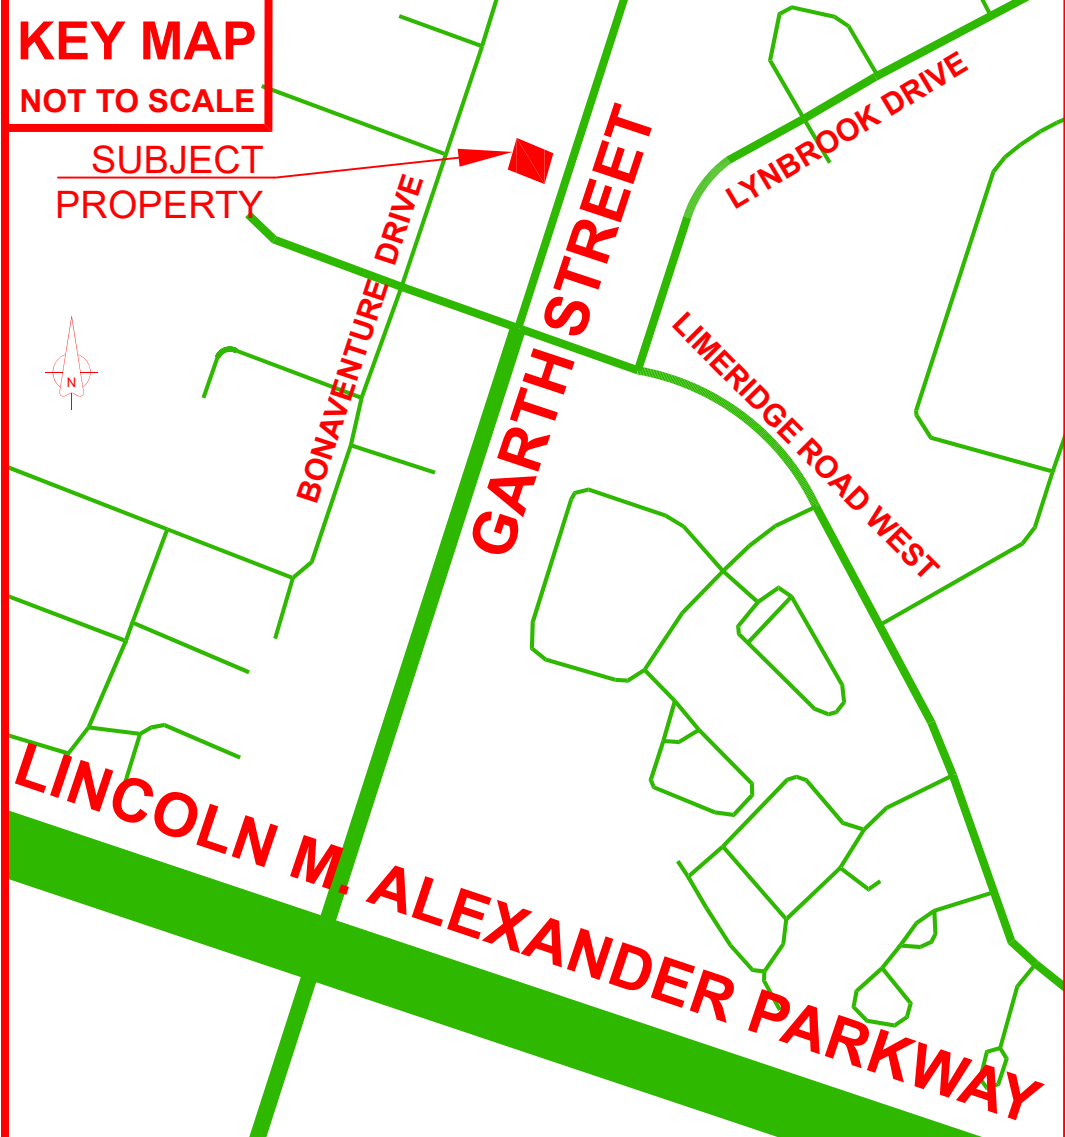 KEY MAP
NOT TO SCALE
SUBJECT
PROPERTY
LYNBROOK DRIVE
GARTH STREET
BONAVENTURE DRIVE
LIMERIDGE ROAD WEST
N
LINCOLN M. ALEXANDER PARKWAY